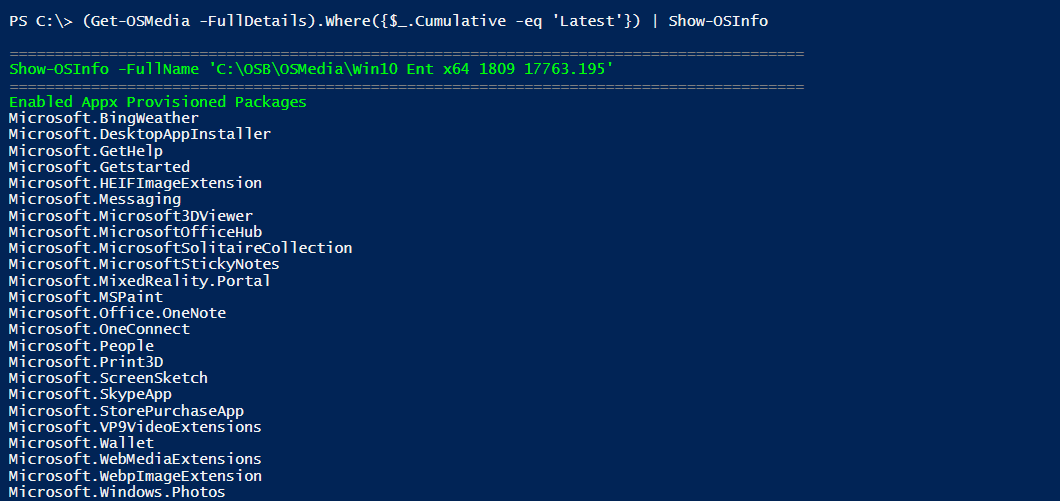 PS C:\> (Get-OSMedia -FullDetails).Where({$_.Cumulative -eq 'Latest'}) | Show-OSInfo
========================================================================================
Show-OSInfo -FullName 'C:\OSB\OSMedia\Win10 Ent x64 1809 17763.195'
========================================================================================
Enabled Appx Provisioned Packages
Microsoft.BingWeather
Microsoft.DesktopAppInstaller
Microsoft.GetHelp
Microsoft.Getstarted
Microsoft.HEIFImageExtension
Microsoft.Messaging
Microsoft.Microsoft3DViewer
Microsoft.MicrosoftOfficeHub
Microsoft.MicrosoftSolitaireCollection
Microsoft.MicrosoftStickyNotes
Microsoft.MixedReality.Portal
Microsoft.MSPaint
Microsoft.Office.OneNote
Microsoft.OneConnect
Microsoft.People
Microsoft.Print3D
Microsoft.ScreenSketch
Microsoft.SkypeApp
Microsoft.StorePurchaseApp
Microsoft.VP9VideoExtensions
Microsoft.Wallet
Microsoft.WebMediaExtensions
Microsoft.WebpImageExtension
Microsoft.Windows.Photos